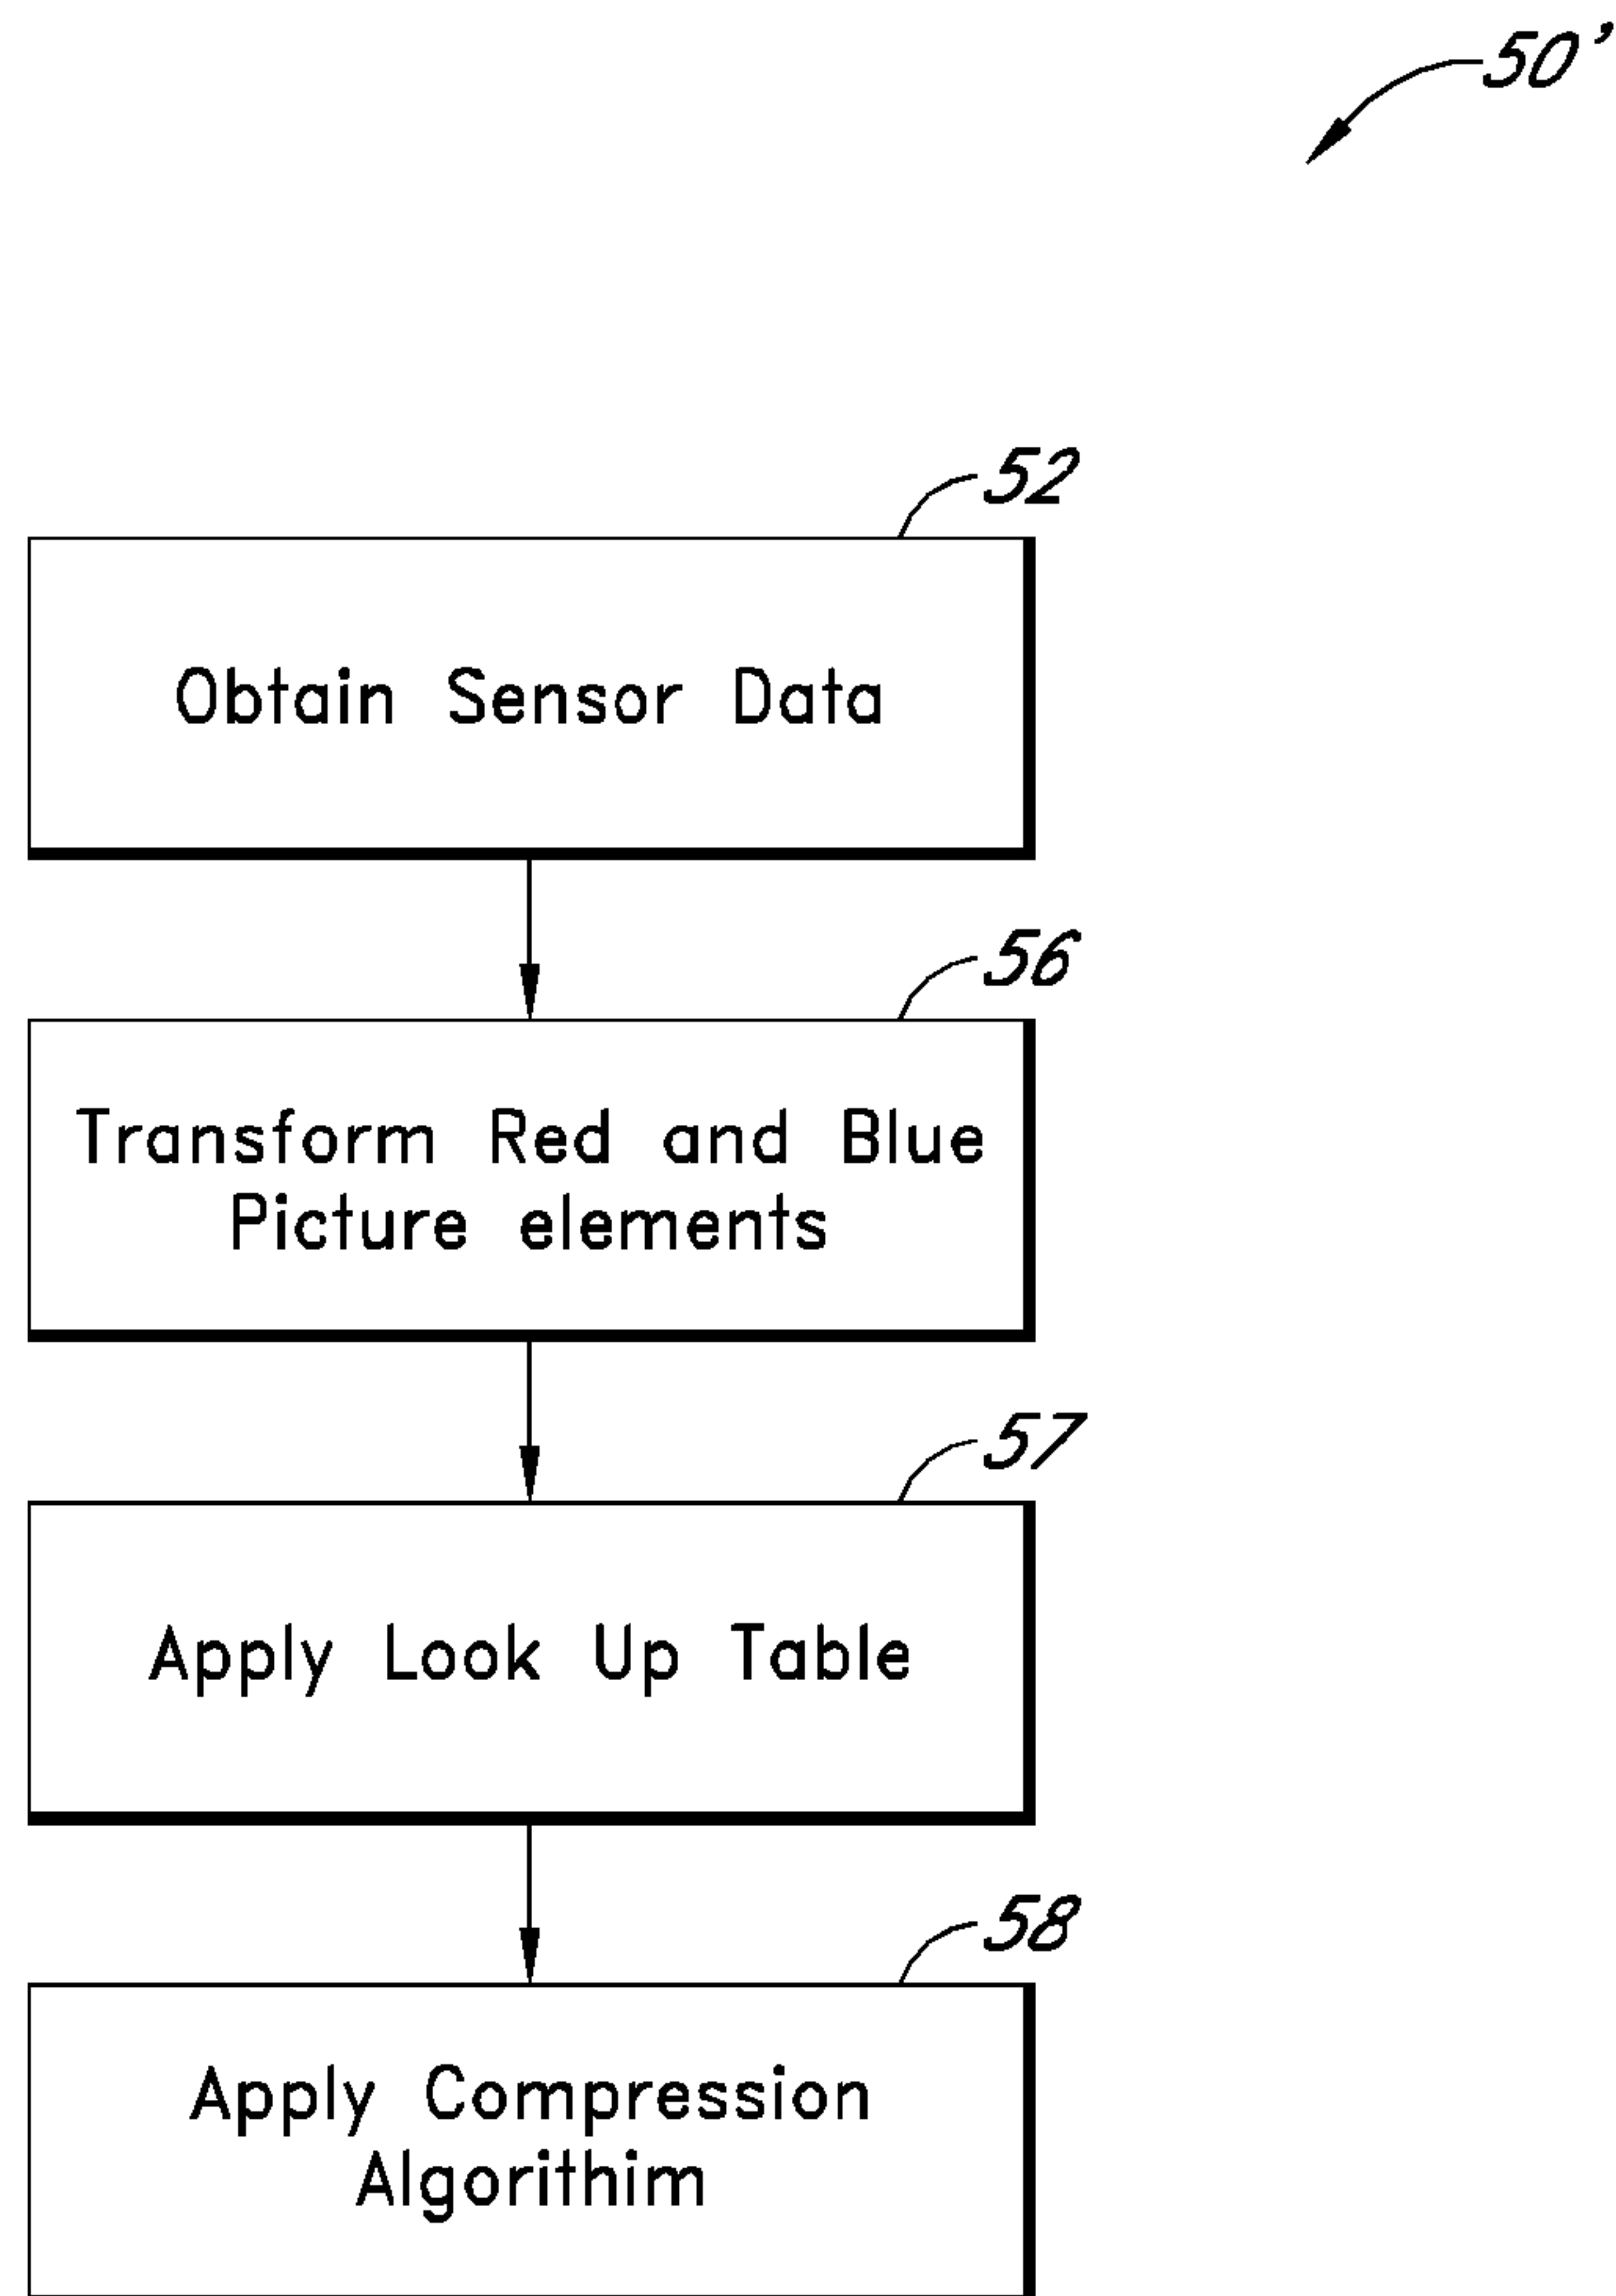 50'
52
Obtain Sensor Data
56
Transform Red and Blue
Picture elements
57
Apply Look Up Table
58
Apply Compression
Algorithim